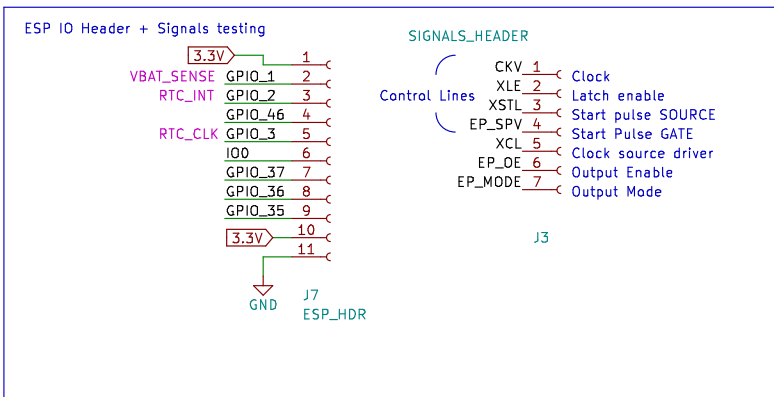 ESP IO Header + Signals testing
3.3V
1
VBAT_SENSE GPIO_1 2
RTC_INT GPIO_2 3
GPIO_46 4
RTC_CLK GPIO_3 5
IO0 6
GPIO_37 7
GPIO_36 8
GPIO_35 9
3.3V 10
11
GND
J7
ESP_HDR
SIGNALS_HEADER
Control Lines
CKV 1 Clock
XLE 2 Latch enable
XSTL 3 Start pulse SOURCE
EP_SPV 4 Start Pulse GATE
XCL 5 Clock source driver
EP_OE 6 Output Enable
EP_MODE 7 Output Mode
J3